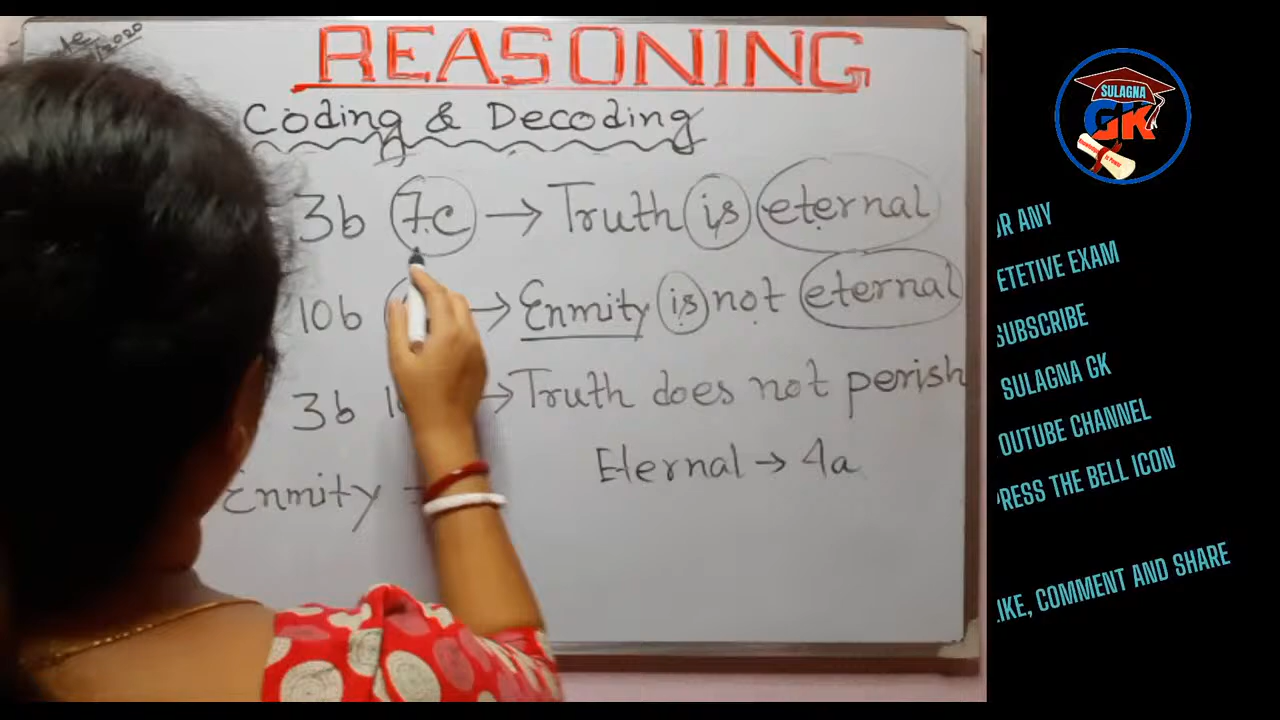 2020
REASONING
Coding & Decoding
3b 7c → Truth is eternal
10b → Enmity is not eternal
3b → Truth does not perish
Eternal → 4a
Enmity
SULAGNA
GK
OR ANY
ETETIVE EXAM
SUBSCRIBE
SULAGNA GK
OUTUBE CHANNEL
PRESS THE BELL ICON
IKE, COMMENT AND SHARE